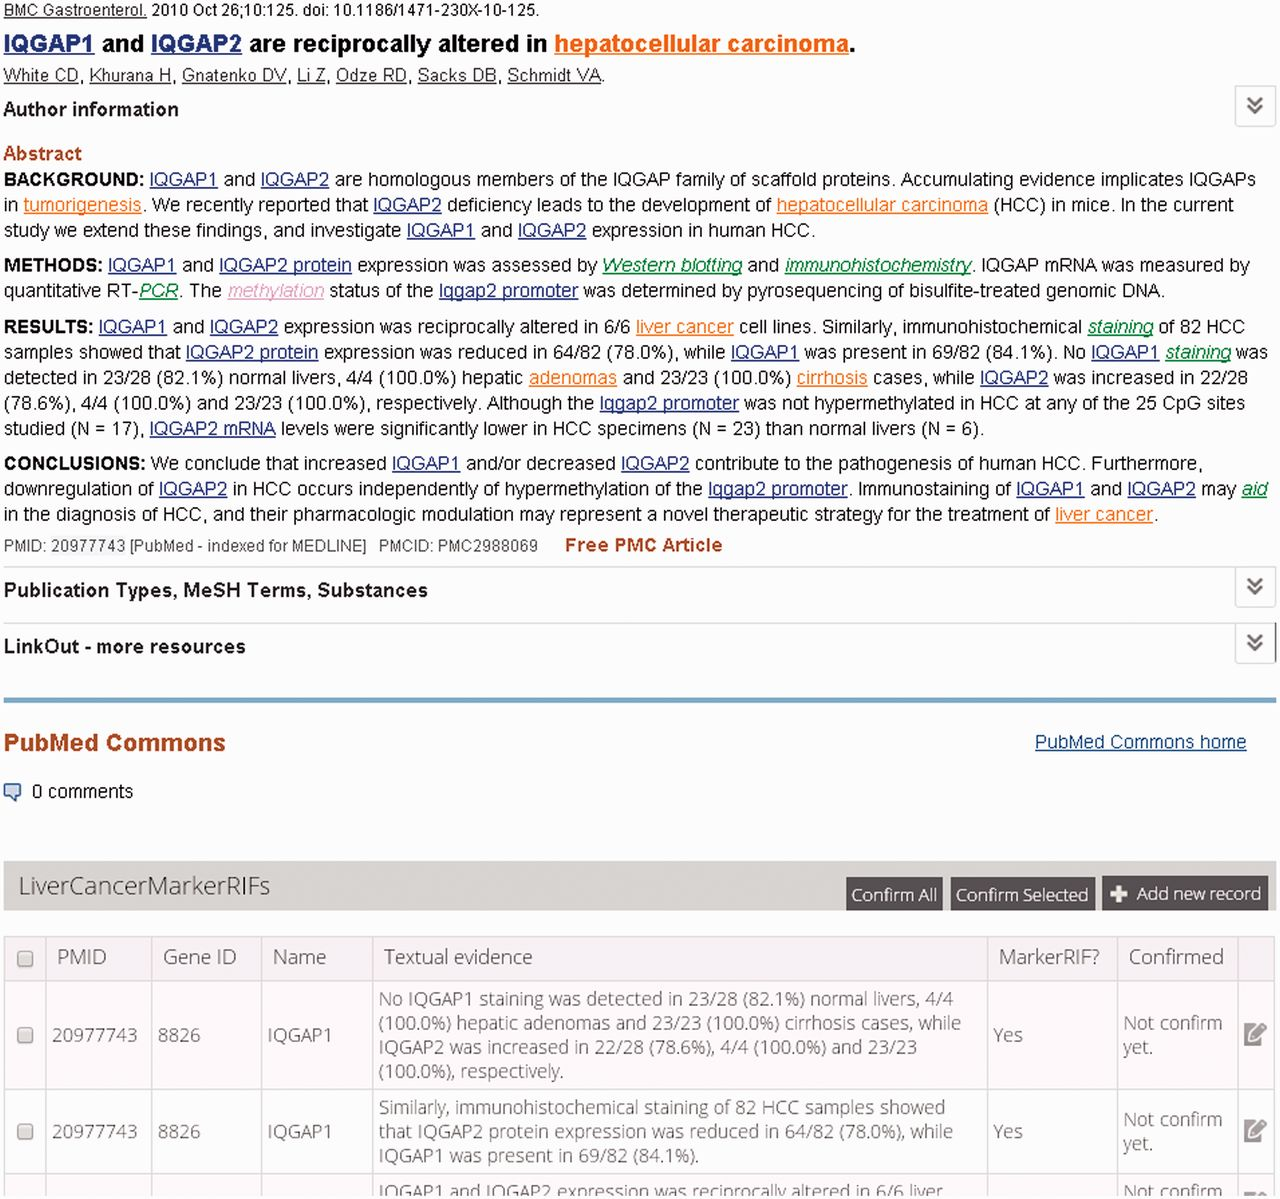 BMC Gastroenterol. 2010 Oct 26;10:125. doi: 10.1186/1471-230X-10-125.
IQGAP1 and IQGAP2 are reciprocally altered in hepatocellular carcinoma.
White CD, Khurana H, Gnatenko DV, Li Z, Odze RD, Sacks DB, Schmidt VA.
Author information
Abstract
BACKGROUND: IQGAP1 and IQGAP2 are homologous members of the IQGAP family of scaffold proteins. Accumulating evidence implicates IQGAPs
in tumorigenesis. We recently reported that IQGAP2 deficiency leads to the development of hepatocellular carcinoma (HCC) in mice. In the current
study we extend these findings, and investigate IQGAP1 and IQGAP2 expression in human HCC.
METHODS: IQGAP1 and IQGAP2 protein expression was assessed by Western blotting and immunohistochemistry. IQGAP mRNA was measured by
quantitative RT-PCR. The methylation status of the Iqgap2 promoter was determined by pyrosequencing of bisulfite-treated genomic DNA.
RESULTS: IQGAP1 and IQGAP2 expression was reciprocally altered in 6/6 liver cancer cell lines. Similarly, immunohistochemical staining of 82 HCC
samples showed that IQGAP2 protein expression was reduced in 64/82 (78.0%), while IQGAP1 was present in 69/82 (84.1%). No IQGAP1 staining was
detected in 23/28 (82.1%) normal livers, 4/4 (100.0%) hepatic adenomas and 23/23 (100.0%) cirrhosis cases, while IQGAP2 was increased in 22/28
(78.6%), 4/4 (100.0%) and 23/23 (100.0%), respectively. Although the Iqgap2 promoter was not hypermethylated in HCC at any of the 25 CpG sites
studied (N = 17), IQGAP2 mRNA levels were significantly lower in HCC specimens (N = 23) than normal livers (N = 6).
CONCLUSIONS: We conclude that increased IQGAP1 and/or decreased IQGAP2 contribute to the pathogenesis of human HCC. Furthermore,
downregulation of IQGAP2 in HCC occurs independently of hypermethylation of the Iqgap2 promoter. Immunostaining of IQGAP1 and IQGAP2 may aid
in the diagnosis of HCC, and their pharmacologic modulation may represent a novel therapeutic strategy for the treatment of liver cancer.
PMID: 20977743 [PubMed - indexed for MEDLINE] PMCID: PMC2988069 Free PMC Article
Publication Types, MeSH Terms, Substances
LinkOut - more resources
PubMed Commons
PubMed Commons home
0 comments
LiverCancerMarkerRIFs
Confirm All
Confirm Selected
Add new record
PMID Gene ID Name Textual evidence MarkerRIF? Confirmed
No IQGAP1 staining was detected in 23/28 (82.1%) normal livers, 4/4
(100.0%) hepatic adenomas and 23/23 (100.0%) cirrhosis cases, while
IQGAP2 was increased in 22/28 (78.6%), 4/4 (100.0%) and 23/23
(100.0%), respectively.
20977743 8826 IQGAP1
Yes
Not confirm
yet.
Similarly, immunohistochemical staining of 82 HCC samples showed
that IQGAP2 protein expression was reduced in 64/82 (78.0%), while
IQGAP1 was present in 69/82 (84.1%).
20977743 8826 IQGAP1
Yes
Not confirm
yet.
IQGAP1 and IQGAP2 expression was reciprocally altered in 6/6 liver
Not confirm